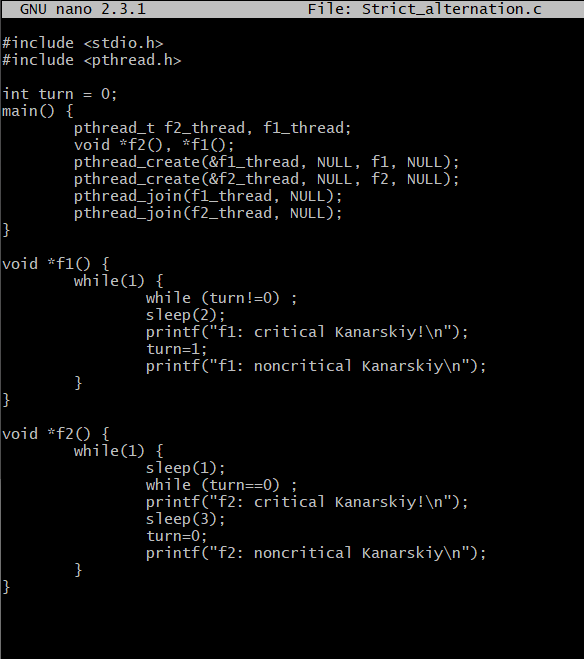 GNU nano 2.3.1 File: Strict_alternation.c
#include <stdio.h>
#include <pthread.h>
int turn = 0;
main() {
pthread_t f2_thread, f1_thread;
void *f2(), *f1();
pthread_create(&f1_thread, NULL, f1, NULL);
pthread_create(&f2_thread, NULL, f2, NULL);
pthread_join(f1_thread, NULL);
pthread_join(f2_thread, NULL);
}
void *f1() {
while(1) {
while (turn!=0) ;
sleep(2);
printf("f1: critical Kanarskiy!\n");
turn=1;
printf("f1: noncritical Kanarskiy\n");
}
}
void *f2() {
while(1) {
sleep(1);
while (turn==0) ;
printf("f2: critical Kanarskiy!\n");
sleep(3);
turn=0;
printf("f2: noncritical Kanarskiy\n");
}
}